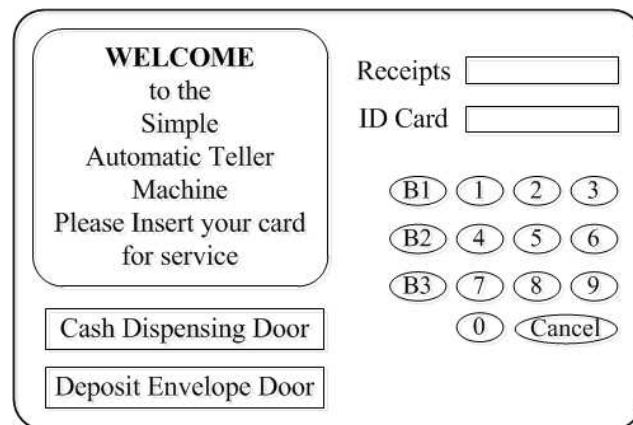 WELCOME
to the
Simple
Automatic Teller
Machine
Please Insert your card
for service
Receipts
ID Card
B1 1 2 3
B2 4 5 6
B3 7 8 9
0 Cancel
Cash Dispensing Door
Deposit Envelope Door